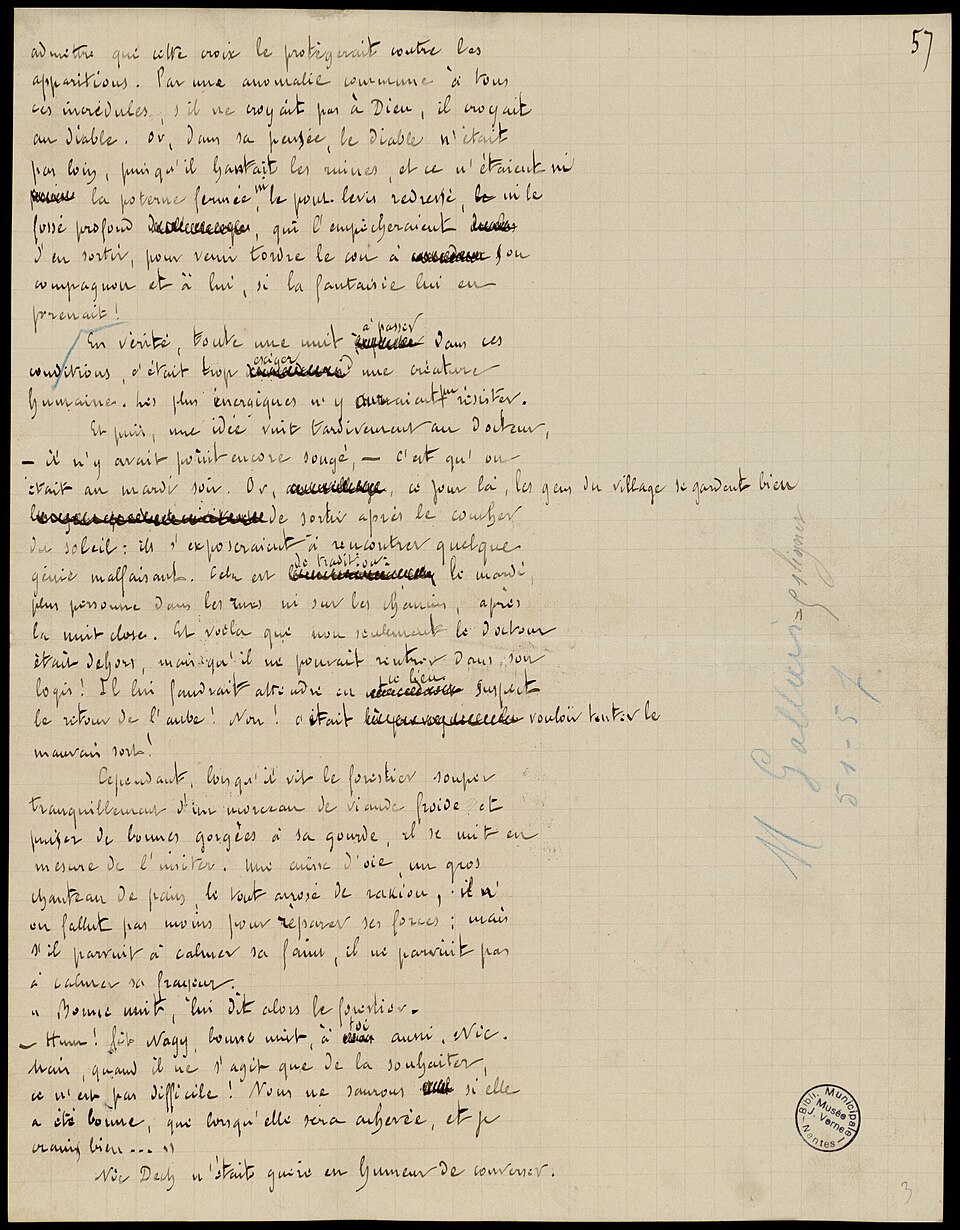 57
admettre que cette croix le protégerait contre les
apparitions. Par une anomalie commune à tous
ces incrédules, s'il ne croyait pas à Dieu, il croyait
au Diable. Or, dans sa pensée, le Diable n'était
pas loin, puisqu'il hantait les ruines, et ce n'étaient ni
la poterne fermée, ni le pont-levis redressé, le ni le
fossé profond, qui l'empêcheraient
d'en sortir, pour venir tordre le cou à son
compagnon et à lui, si la fantaisie lui en
prenait!
En vérité, toute une nuit à passer dans ces
conditions, c'était trop exiger d'une créature
humaine. Les plus énergiques n'y auraient pu résister.
Et puis, une idée vint tardivement au Docteur,
— il n'y avait point encore songé, — c'est qu'on
était au mardi soir. Or, ce jour là, les gens du village se gardent bien
de sortir après le coucher
du soleil: ils s'exposeraient à rencontrer quelque
génie malfaisant. Cela est de tradition: le mardi,
plus personne dans les rues ni sur les chemins, après
la nuit close. Et voilà que non seulement le Docteur
était dehors, mais qu'il ne pouvait rentrer dans son
logis! Il lui faudrait attendre en ce lieu suspect
le retour de l'aube! Non! c'était vouloir tenter le
mauvais sort!
Cependant, lorsqu'il vit le forestier souper
tranquillement d'un morceau de viande froide et
puiser de bonnes gorgées à sa gourde, il se mit en
mesure de l'imiter. Une cuisse d'oie, un gros
chanteau de pain, le tout arrosé de rakiou, il n'
en fallut pas moins pour réparer ses forces; mais
s'il parvint à calmer sa faim, il ne parvint pas
à calmer sa frayeur.
« Bonne nuit, lui dit alors le forestier.
— Hum! fit Nagy, bonne nuit, à toi aussi, Nic.
Mais, quand il ne s'agit que de la souhaiter,
ce n'est pas difficile! Nous ne saurons si elle
a été bonne, que lorsqu'elle sera achevée, et je
crains bien... »
Nic Deck n'était guère en humeur de converser.
5-1-57
Bibli. Municipale
Musée
J. Verne
Nantes
3